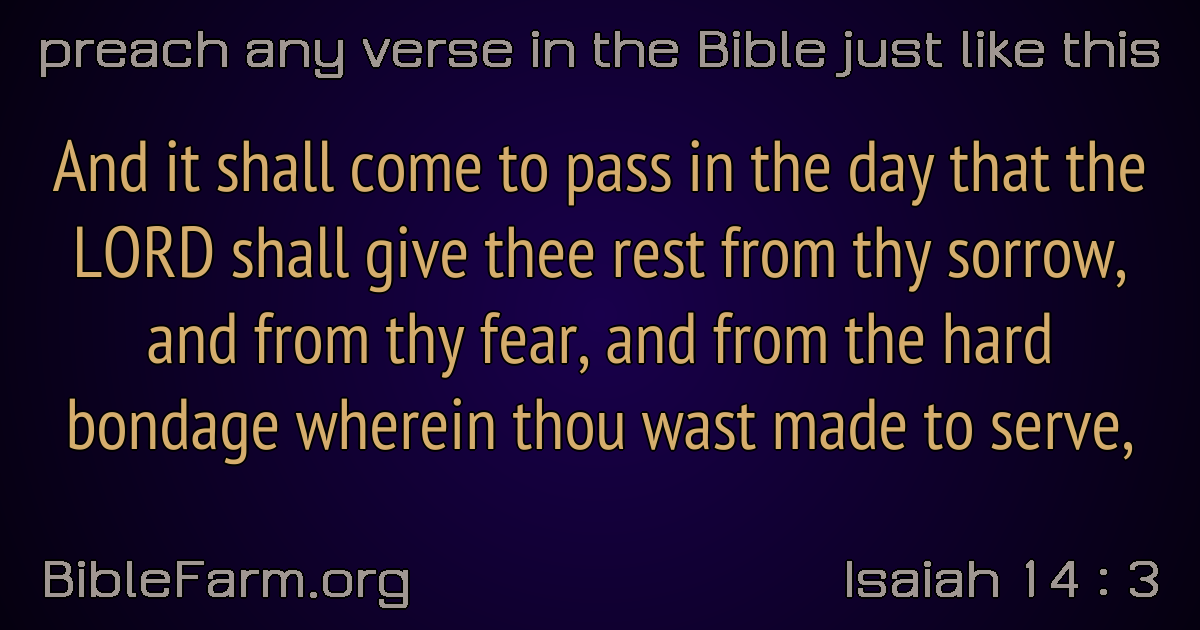 preach any verse in the Bible just like this
And it shall come to pass in the day that the
LORD shall give thee rest from thy sorrow,
and from thy fear, and from the hard
bondage wherein thou wast made to serve,
BibleFarm.org
Isaiah 14 : 3